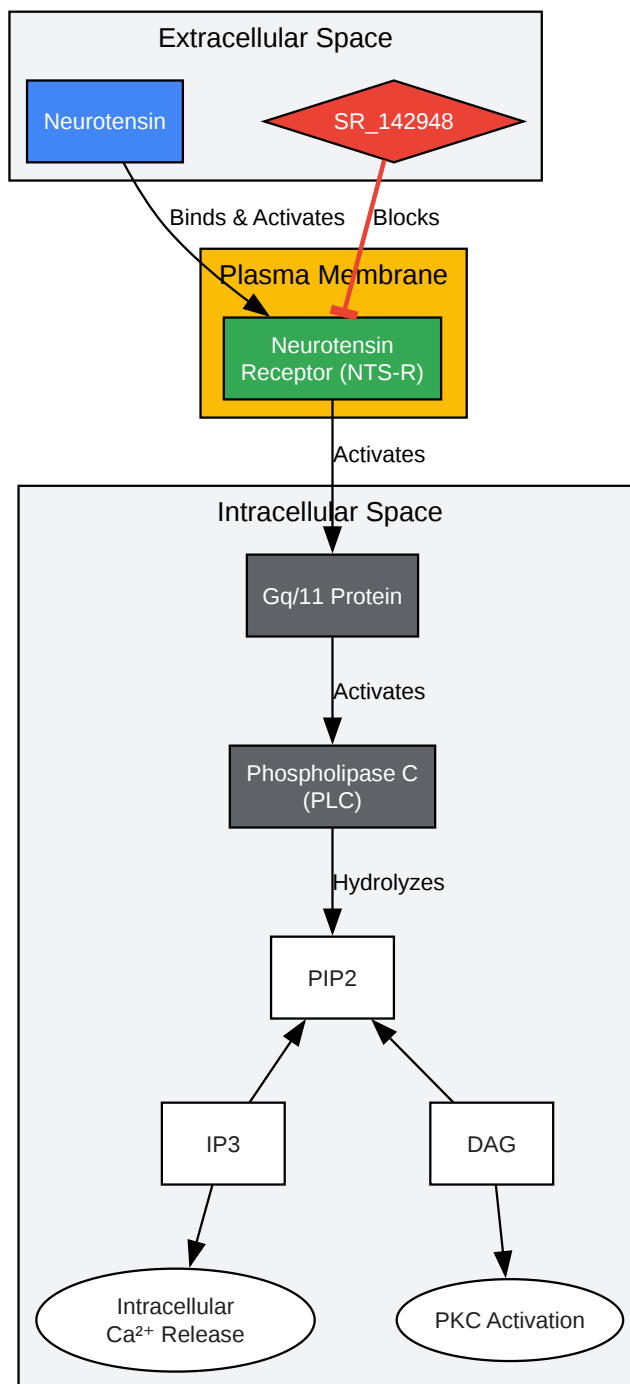 Extracellular Space
Neurotensin
SR_142948
Binds & Activates
Blocks
Plasma Membrane
Neurotensin
Receptor (NTS-R)
Activates
Intracellular Space
Gq/11 Protein
Activates
Phospholipase C
(PLC)
Hydrolyzes
PIP2
IP3
DAG
Intracellular
Ca²⁺ Release
PKC Activation